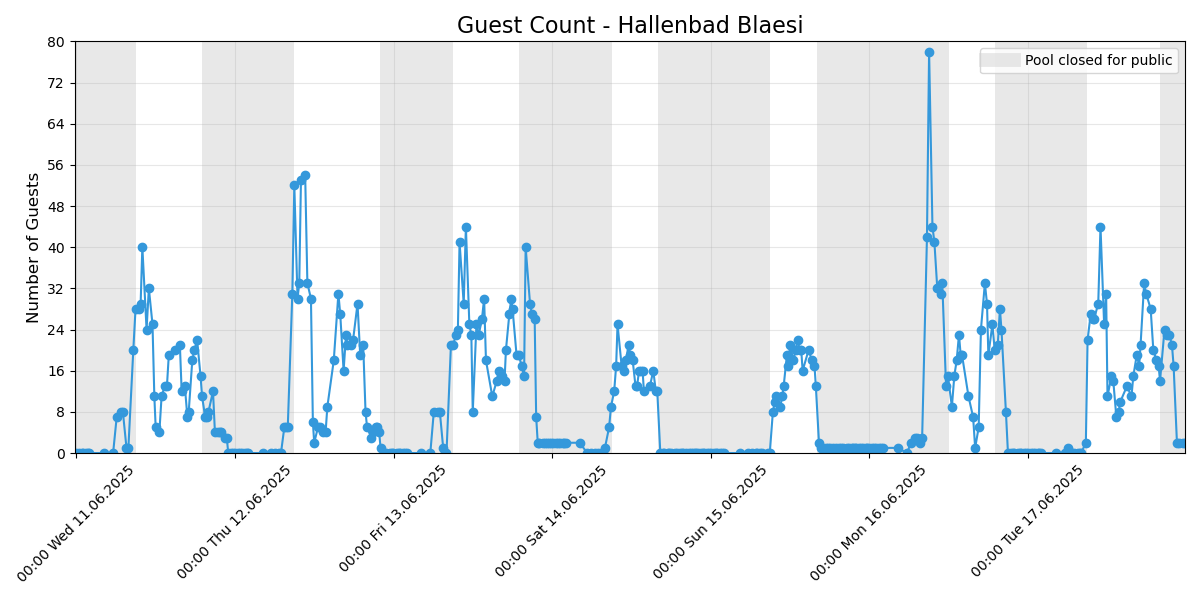 Guest Count - Hallenbad Blaesi
Pool closed for public
Number of Guests
80
72
64
56
48
40
32
24
16
8
0
00:00 Wed 11.06.2025
00:00 Thu 12.06.2025
00:00 Fri 13.06.2025
00:00 Sat 14.06.2025
00:00 Sun 15.06.2025
00:00 Mon 16.06.2025
00:00 Tue 17.06.2025